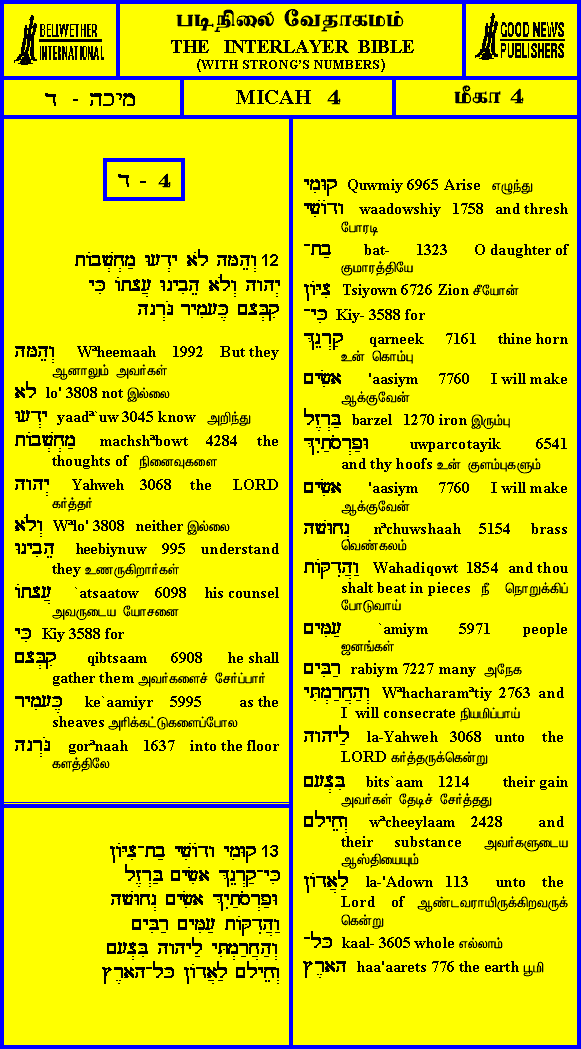 BELLWETHER
INTERNATIONAL
படிநிலை வேதாகமம்
THE INTERLAYER BIBLE
(WITH STRONG'S NUMBERS)
GOOD NEWS
PUBLISHERS
מיכה - ד
MICAH 4
மீகா 4
ד - 4
12 וְהֵמָּה לֹא יָדְעוּ מַחְשְׁבוֹת
יְהוָה וְלֹא הֵבִינוּ עֲצָתוֹ כִּי
קִבְּצָם כֶּעָמִיר גֹּרְנָה
וְהֵמָּה Wªheemaah 1992 But they
ஆனாலும் அவர்கள்
לֹא lo' 3808 not இல்லை
יָדְעוּ yaadª`uw 3045 know அறிந்து
מַחְשְׁבוֹת machshªbowt 4284 the
thoughts of நினைவுகளை
יְהוָה Yahweh 3068 the LORD
கர்த்தர்
וְלֹא Wªlo' 3808 neither இல்லை
הֵבִינוּ heebiynuw 995 understand
they உணருகிறார்கள்
עֲצָתוֹ `atsaatow 6098 his counsel
அவருடைய யோசனை
כִּי Kiy 3588 for
קִבְּצָם qibtsaam 6908 he shall
gather them அவர்களைச் சேர்ப்பார்
כֶּעָמִיר ke`aamiyr 5995 as the
sheaves அரிக்கட்டுகளைப்போல
גֹּרְנָה gorªnaah 1637 into the floor
களத்திலே
13 קוּמִי וָדוֹשִׁי בַת־צִיּוֹן
כִּי־קַרְנֵךְ אָשִׂים בַּרְזֶל
וּפַרְסֹתַיִךְ אָשִׂים נְחוּשָׁה
וַהֲדִקּוֹת עַמִּים רַבִּים
וְהַחֲרַמְתִּי לַיהוָה בִּצְעָם
וְחֵילָם לַאֲדוֹן כָּל־הָאָרֶץ
קוּמִי Quwmiy 6965 Arise எழுந்து
וָדוֹשִׁי waadowshiy 1758 and thresh
போரடி
בַת־ bat- 1323 O daughter of
குமாரத்தியே
צִיּוֹן Tsiyown 6726 Zion சீயோன்
כִּי־ Kiy- 3588 for
קַרְנֵךְ qarneek 7161 thine horn
உன் கொம்பு
אָשִׂים 'aasiym 7760 I will make
ஆக்குவேன்
בַּרְזֶל barzel 1270 iron இரும்பு
וּפַרְסֹתַיִךְ uwparcotayik 6541
and thy hoofs உன் குளம்புகளும்
אָשִׂים 'aasiym 7760 I will make
ஆக்குவேன்
נְחוּשָׁה nªchuwshaah 5154 brass
வெண்கலம்
וַהֲדִקּוֹת Wahadiqowt 1854 and thou
shalt beat in pieces நீ நொறுக்கிப்
போடுவாய்
עַמִּים `amiym 5971 people
ஜனங்கள்
רַבִּים rabiym 7227 many அநேக
וְהַחֲרַמְתִּי Wªhacharamªtiy 2763 and
I will consecrate நியமிப்பாய்
לַיהוָה la-Yahweh 3068 unto the
LORD கர்த்தருக்கென்று
בִּצְעָם bits`aam 1214 their gain
அவர்கள் தேடிச் சேர்த்தது
וְחֵילָם wªcheeylaam 2428 and
their substance அவர்களுடைய
ஆஸ்தியையும்
לַאֲדוֹן la-'Adown 113 unto the
Lord of ஆண்டவராயிருக்கிறவருக்
கென்று
כָּל־ kaal- 3605 whole எல்லாம்
הָאָרֶץ haa'aarets 776 the earth பூமி